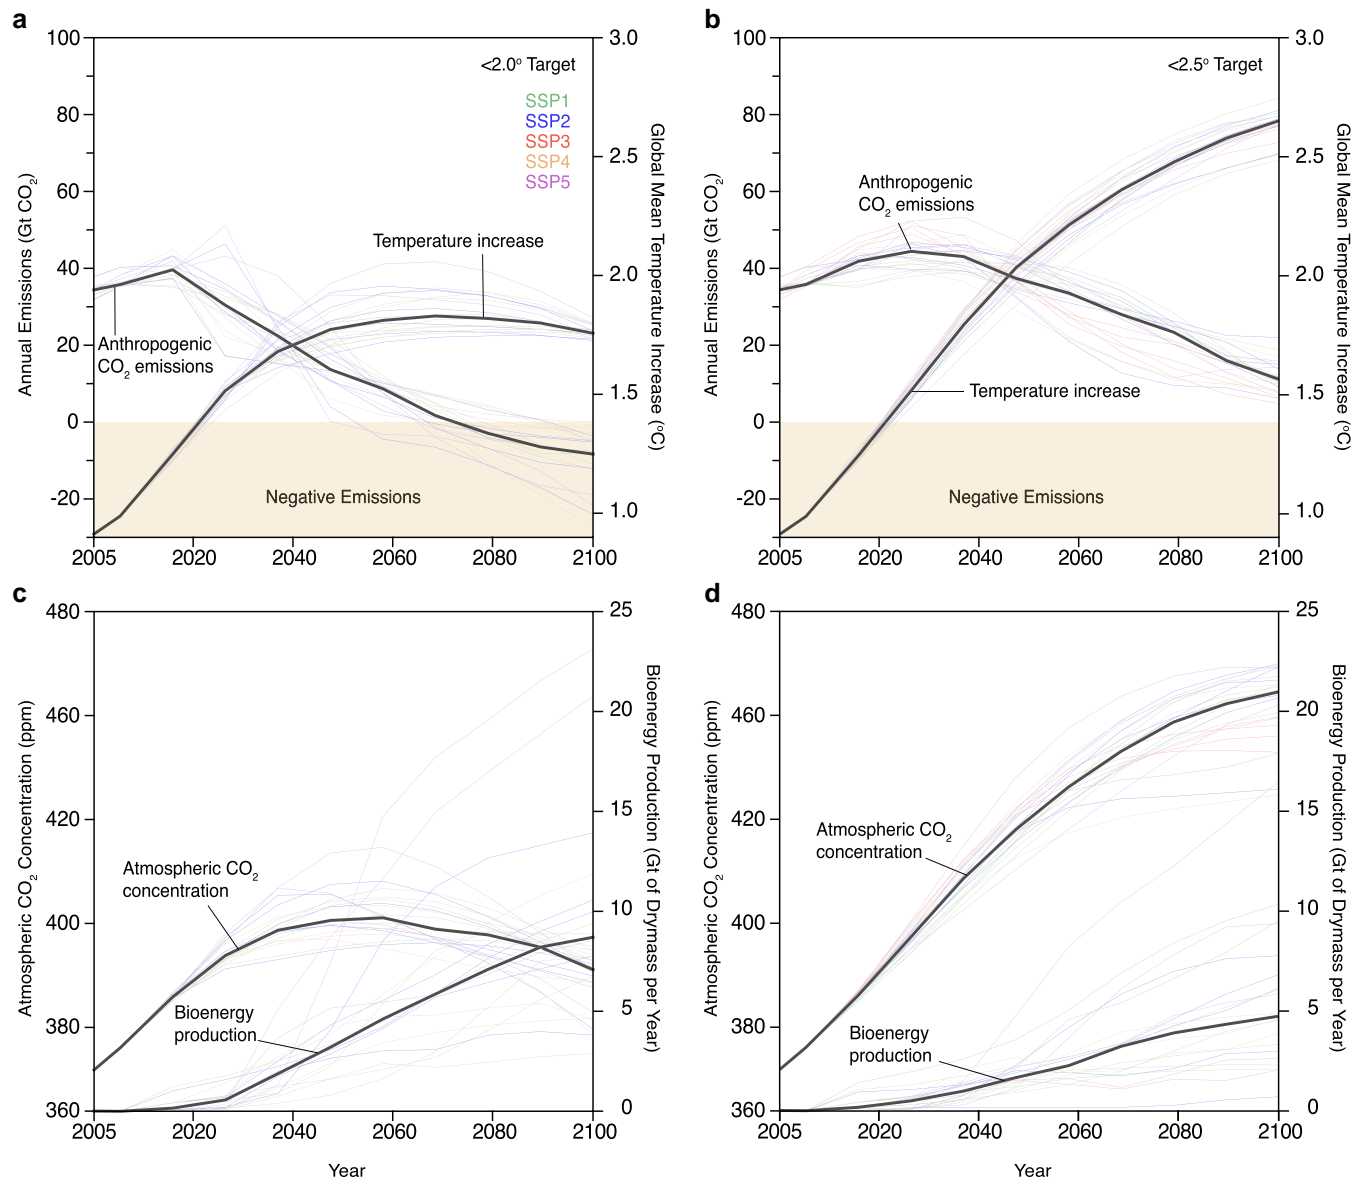 a
100
80
60
40
20
0
-20
Annual Emissions (Gt CO2)
3.0
2.5
2.0
1.5
1.0
Global Mean Temperature Increase (ºC)
<2.0º Target
SSP1
SSP2
SSP3
SSP4
SSP5
Temperature increase
Anthropogenic
CO2 emissions
Negative Emissions
2005
2020
2040
2060
2080
2100
b
100
80
60
40
20
0
-20
Annual Emissions (Gt CO2)
3.0
2.5
2.0
1.5
1.0
Global Mean Temperature Increase (ºC)
<2.5º Target
Anthropogenic
CO2 emissions
Temperature increase
Negative Emissions
2005
2020
2040
2060
2080
2100
c
480
460
420
400
380
360
Atmospheric CO2 Concentration (ppm)
25
20
15
10
5
0
Bioenergy Production (Gt of Drymass per Year)
Atmospheric CO2
concentration
Bioenergy
production
2005
2020
2040
2060
2080
2100
Year
d
480
460
420
400
380
360
Atmospheric CO2 Concentration (ppm)
25
20
15
10
5
0
Bioenergy Production (Gt of Drymass per Year)
Atmospheric CO2
concentration
Bioenergy
production
2005
2020
2040
2060
2080
2100
Year